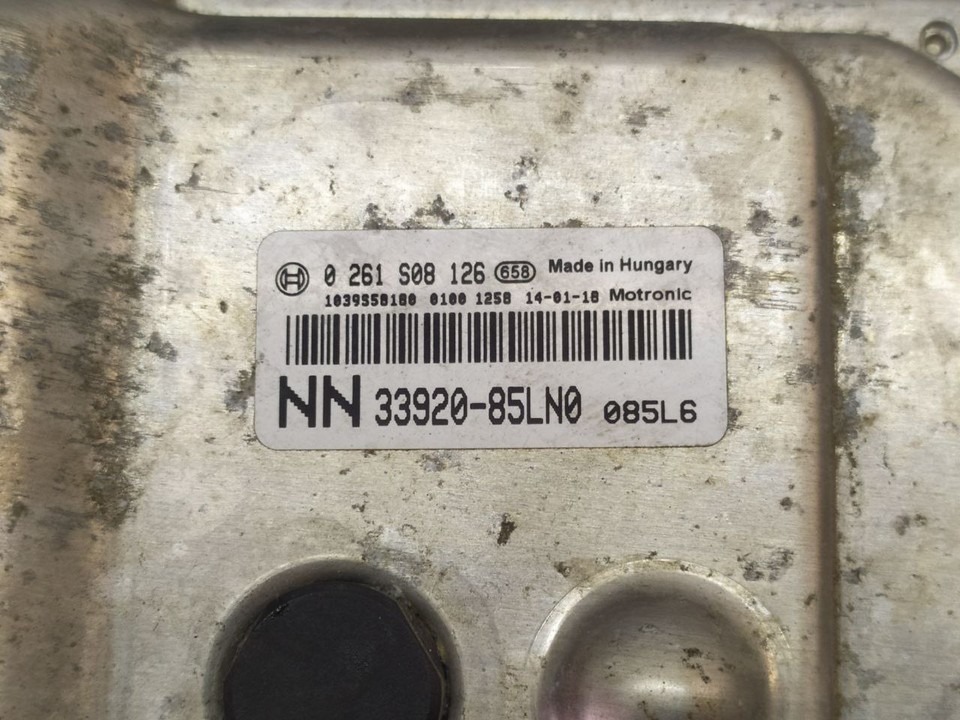 0 261 S08 126 658 Made in Hungary
1039S58180 0100 1258 14-01-18 Motronic
NN 33920-85LN0 085L6